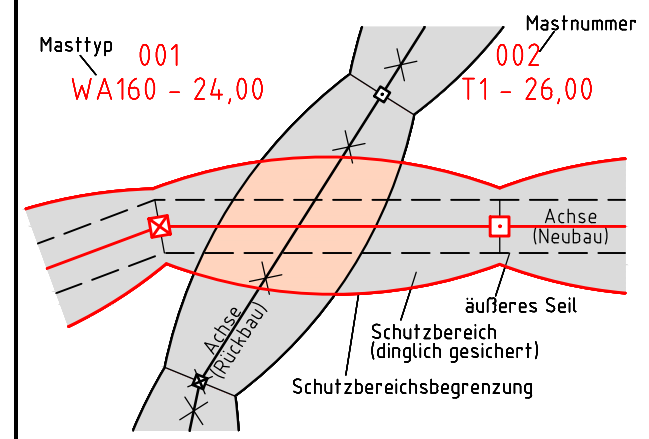 Mastnummer
Masttyp
001
002
WA160 - 24,00
T1 - 26,00
Achse
(Neubau)
äußeres Seil
Achse
(Rückbau)
Schutzbereich
(dinglich gesichert)
Schutzbereichsbegrenzung